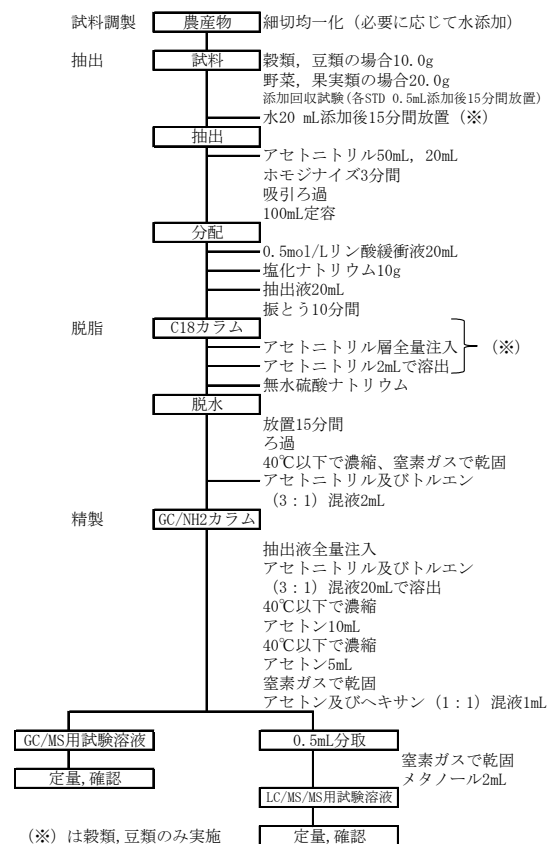 試料調製 農産物 細切均一化（必要に応じて水添加）
抽出 試料 穀類，豆類の場合10.0g
野菜，果実類の場合20.0g
添加回収試験(各STD 0.5mL添加後15分間放置)
水20 mL添加後15分間放置（※）
抽出
アセトニトリル50mL，20mL
ホモジナイズ3分間
吸引ろ過
100mL定容
分配
0.5mol/Lリン酸緩衝液20mL
塩化ナトリウム10g
抽出液20mL
振とう10分間
脱脂 C18カラム
アセトニトリル層全量注入 （※）
アセトニトリル2mLで溶出
無水硫酸ナトリウム
脱水
放置15分間
ろ過
40℃以下で濃縮、窒素ガスで乾固
アセトニトリル及びトルエン
（3：1）混液2mL
精製 GC/NH2カラム
抽出液全量注入
アセトニトリル及びトルエン
（3：1）混液20mLで溶出
40℃以下で濃縮
アセトン10mL
40℃以下で濃縮
アセトン5mL
窒素ガスで乾固
アセトン及びヘキサン（1：1）混液1mL
GC/MS用試験溶液 0.5mL分取
窒素ガスで乾固
定量,確認 メタノール2mL
LC/MS/MS用試験溶液
（※）は穀類,豆類のみ実施 定量,確認